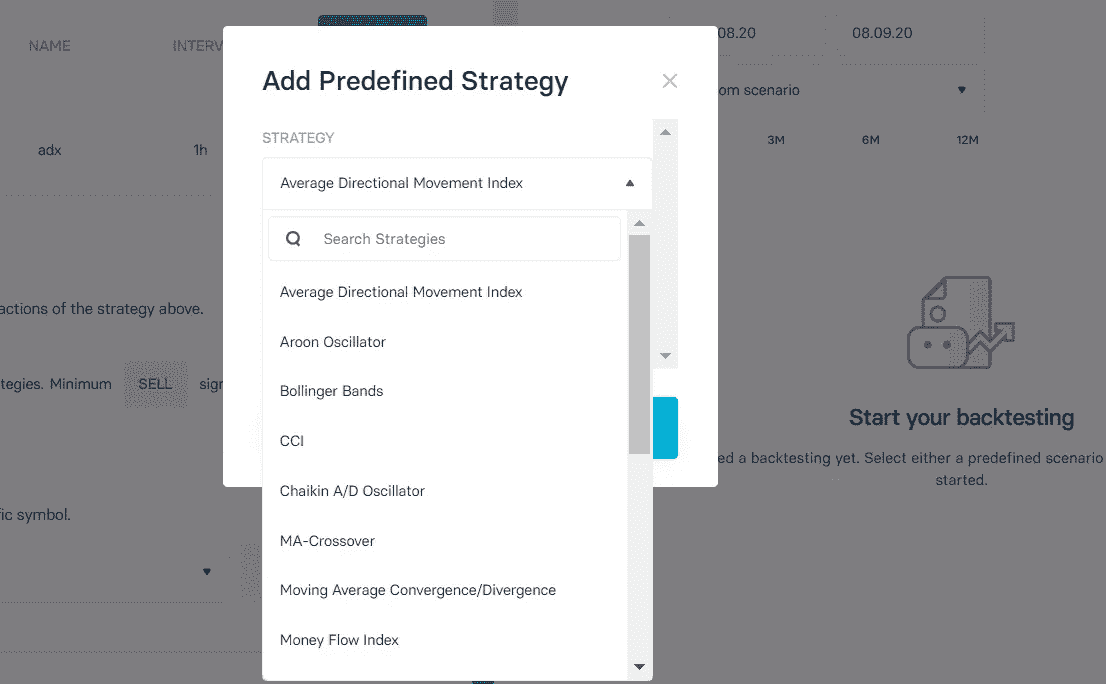 NAME
INTERV
08.20
08.09.20
om scenario
3M
6M
12M
adx
1h
Add Predefined Strategy
STRATEGY
Average Directional Movement Index
Search Strategies
Average Directional Movement Index
Aroon Oscillator
Bollinger Bands
CCI
Chaikin A/D Oscillator
MA-Crossover
Moving Average Convergence/Divergence
Money Flow Index
actions of the strategy above.
tegies. Minimum SELL sign
fic symbol.
Start your backtesting
ed a backtesting yet. Select either a predefined scenario
started.